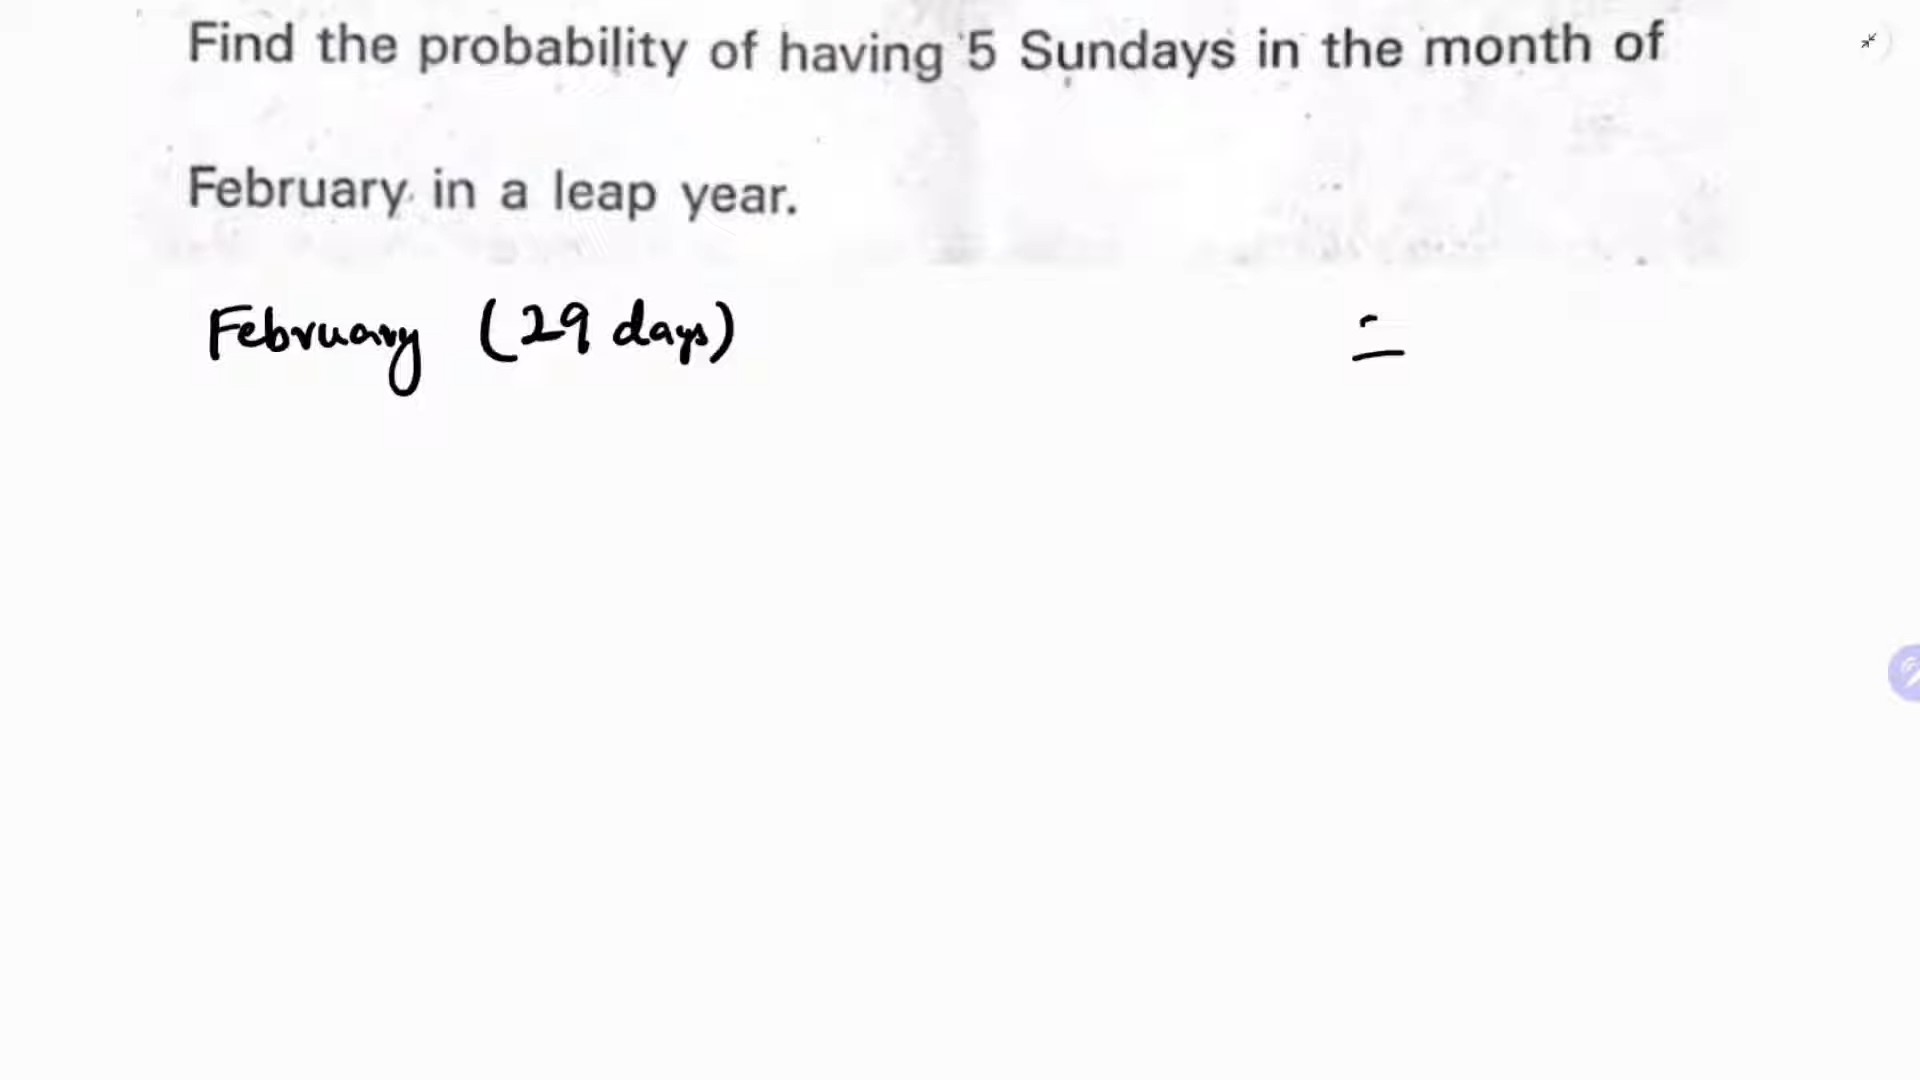 Find the probability of having 5 Sundays in the month of
February in a leap year.
February (29 days)